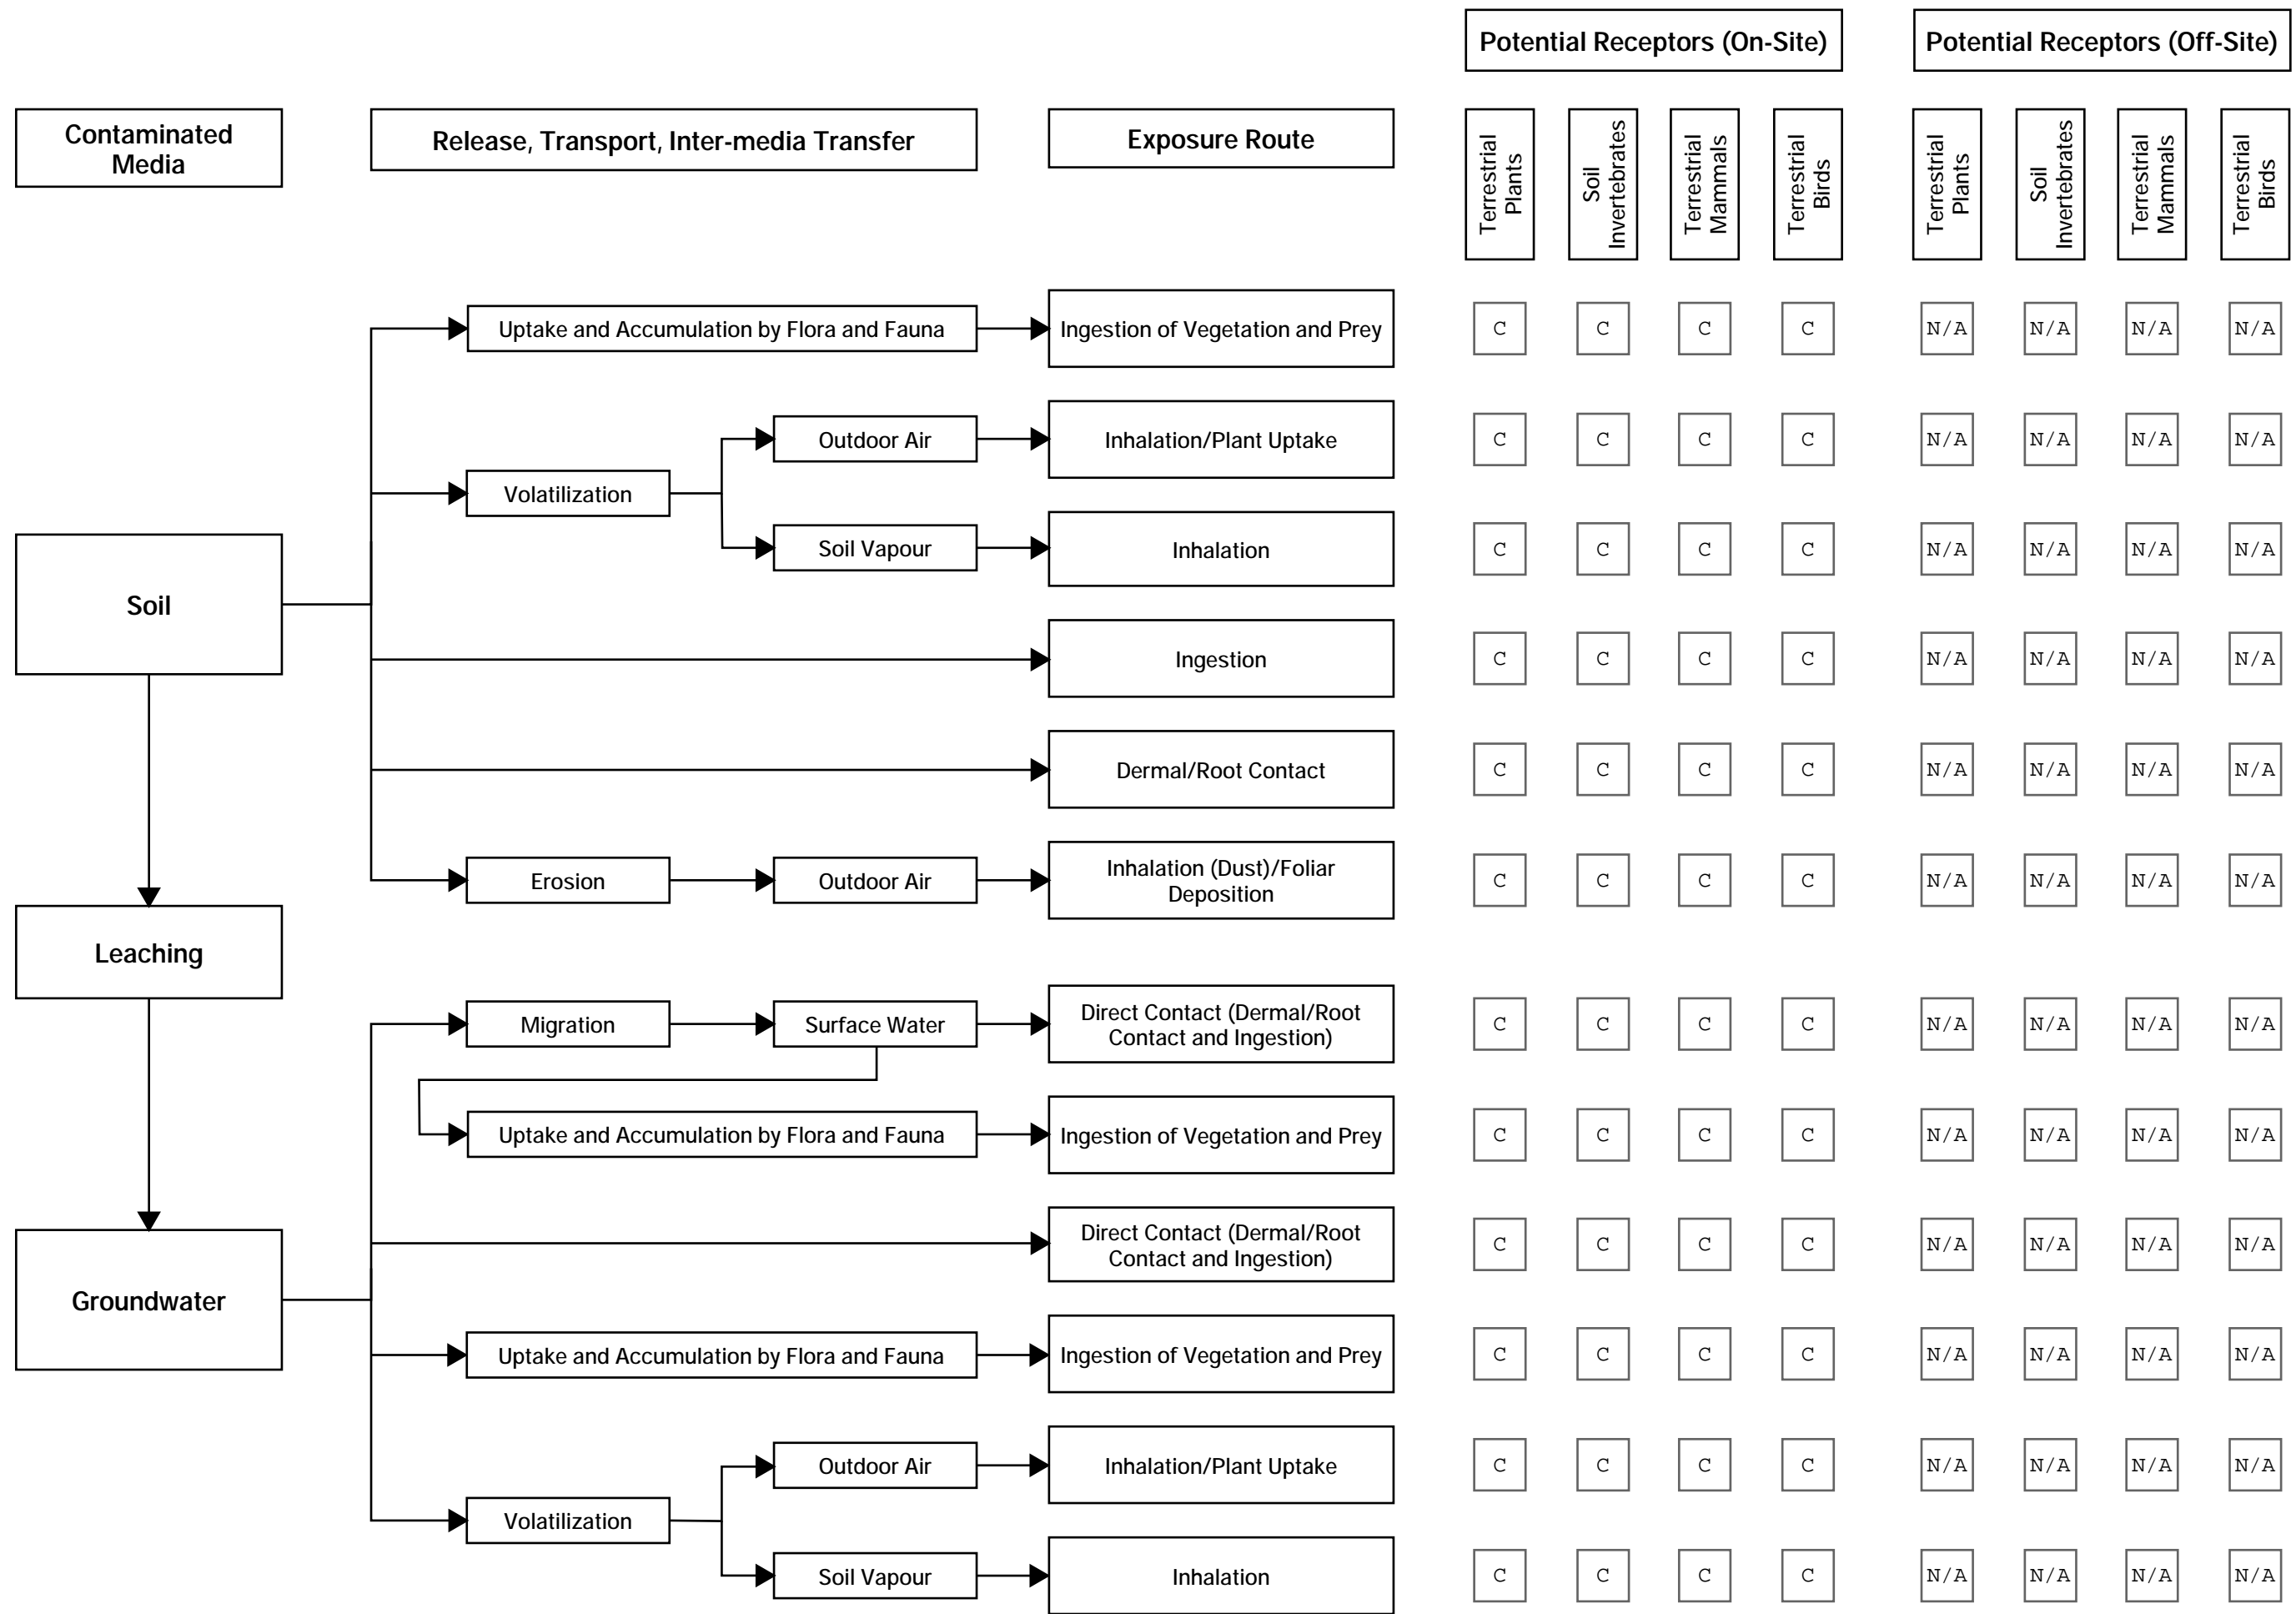 Potential Receptors (On-Site)
Potential Receptors (Off-Site)
Contaminated
Media
Release, Transport, Inter-media Transfer
Exposure Route
Terrestrial
Plants
Soil
Invertebrates
Terrestrial
Mammals
Terrestrial
Birds
Terrestrial
Plants
Soil
Invertebrates
Terrestrial
Mammals
Terrestrial
Birds
Uptake and Accumulation by Flora and Fauna
Ingestion of Vegetation and Prey
C C C C N/A N/A N/A N/A
Outdoor Air
Inhalation/Plant Uptake
C C C C N/A N/A N/A N/A
Volatilization
Soil Vapour
Inhalation
C C C C N/A N/A N/A N/A
Soil
Ingestion
C C C C N/A N/A N/A N/A
Dermal/Root Contact
C C C C N/A N/A N/A N/A
Erosion
Outdoor Air
Inhalation (Dust)/Foliar
Deposition
C C C C N/A N/A N/A N/A
Leaching
Migration
Surface Water
Direct Contact (Dermal/Root
Contact and Ingestion)
C C C C N/A N/A N/A N/A
Uptake and Accumulation by Flora and Fauna
Ingestion of Vegetation and Prey
C C C C N/A N/A N/A N/A
Direct Contact (Dermal/Root
Contact and Ingestion)
C C C C N/A N/A N/A N/A
Groundwater
Uptake and Accumulation by Flora and Fauna
Ingestion of Vegetation and Prey
C C C C N/A N/A N/A N/A
Outdoor Air
Inhalation/Plant Uptake
C C C C N/A N/A N/A N/A
Volatilization
Soil Vapour
Inhalation
C C C C N/A N/A N/A N/A